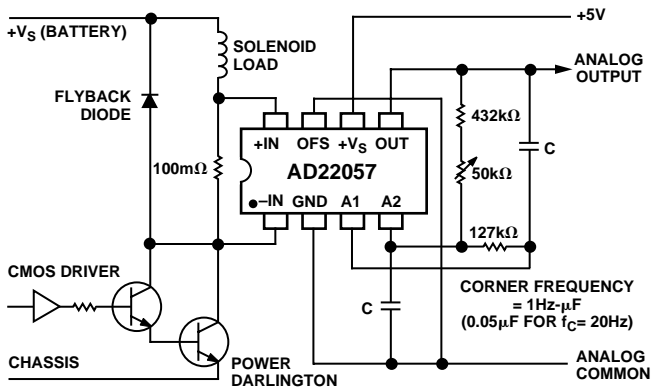 +VS (BATTERY)
+5V
SOLENOID
LOAD
ANALOG
OUTPUT
FLYBACK
DIODE
432kΩ
C
+IN OFS +VS OUT
100mΩ
AD22057
50kΩ
–IN GND A1 A2
127kΩ
CMOS DRIVER
C
CORNER FREQUENCY
= 1Hz-μF
(0.05μF FOR fC= 20Hz)
CHASSIS
POWER
DARLINGTON
ANALOG
COMMON